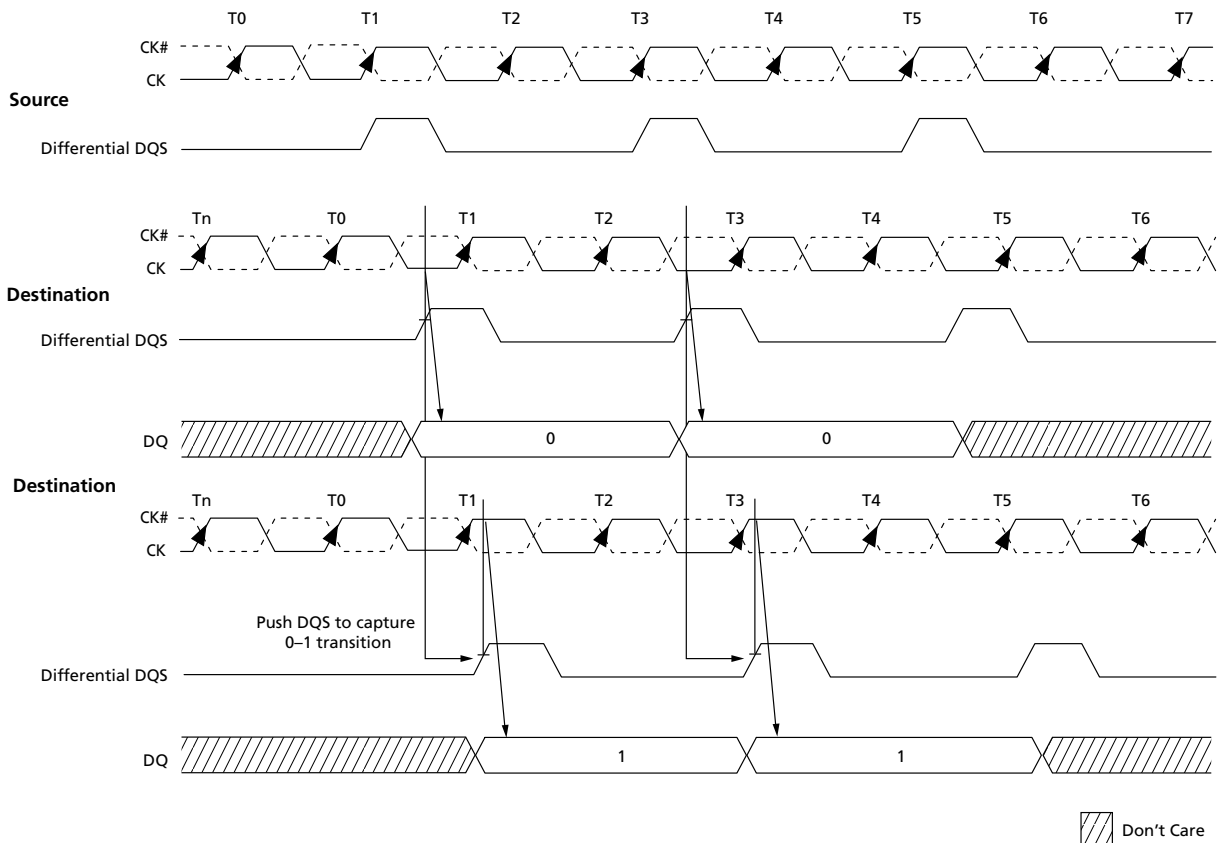 T0 T1 T2 T3 T4 T5 T6 T7
CK#
CK
Source
Differential DQS
Tn T0 T1 T2 T3 T4 T5 T6
CK#
CK
Destination
Differential DQS
DQ 0 0
Destination
Tn T0 T1 T2 T3 T4 T5 T6
CK#
CK
Push DQS to capture
0–1 transition
Differential DQS
DQ 1 1
Don't Care